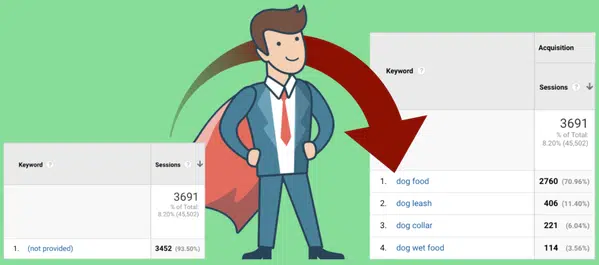 Keyword ?
Sessions ?
3691
% of Total:
8.20% (45,502)
1. (not provided)
3452 (93.50%)
Acquisition
Keyword ?
Sessions ?
3691
% of Total:
8.20% (45,502)
1. dog food 2760 (70.96%)
2. dog leash 406 (11.40%)
3. dog collar 221 (6.04%)
4. dog wet food 114 (3.56%)